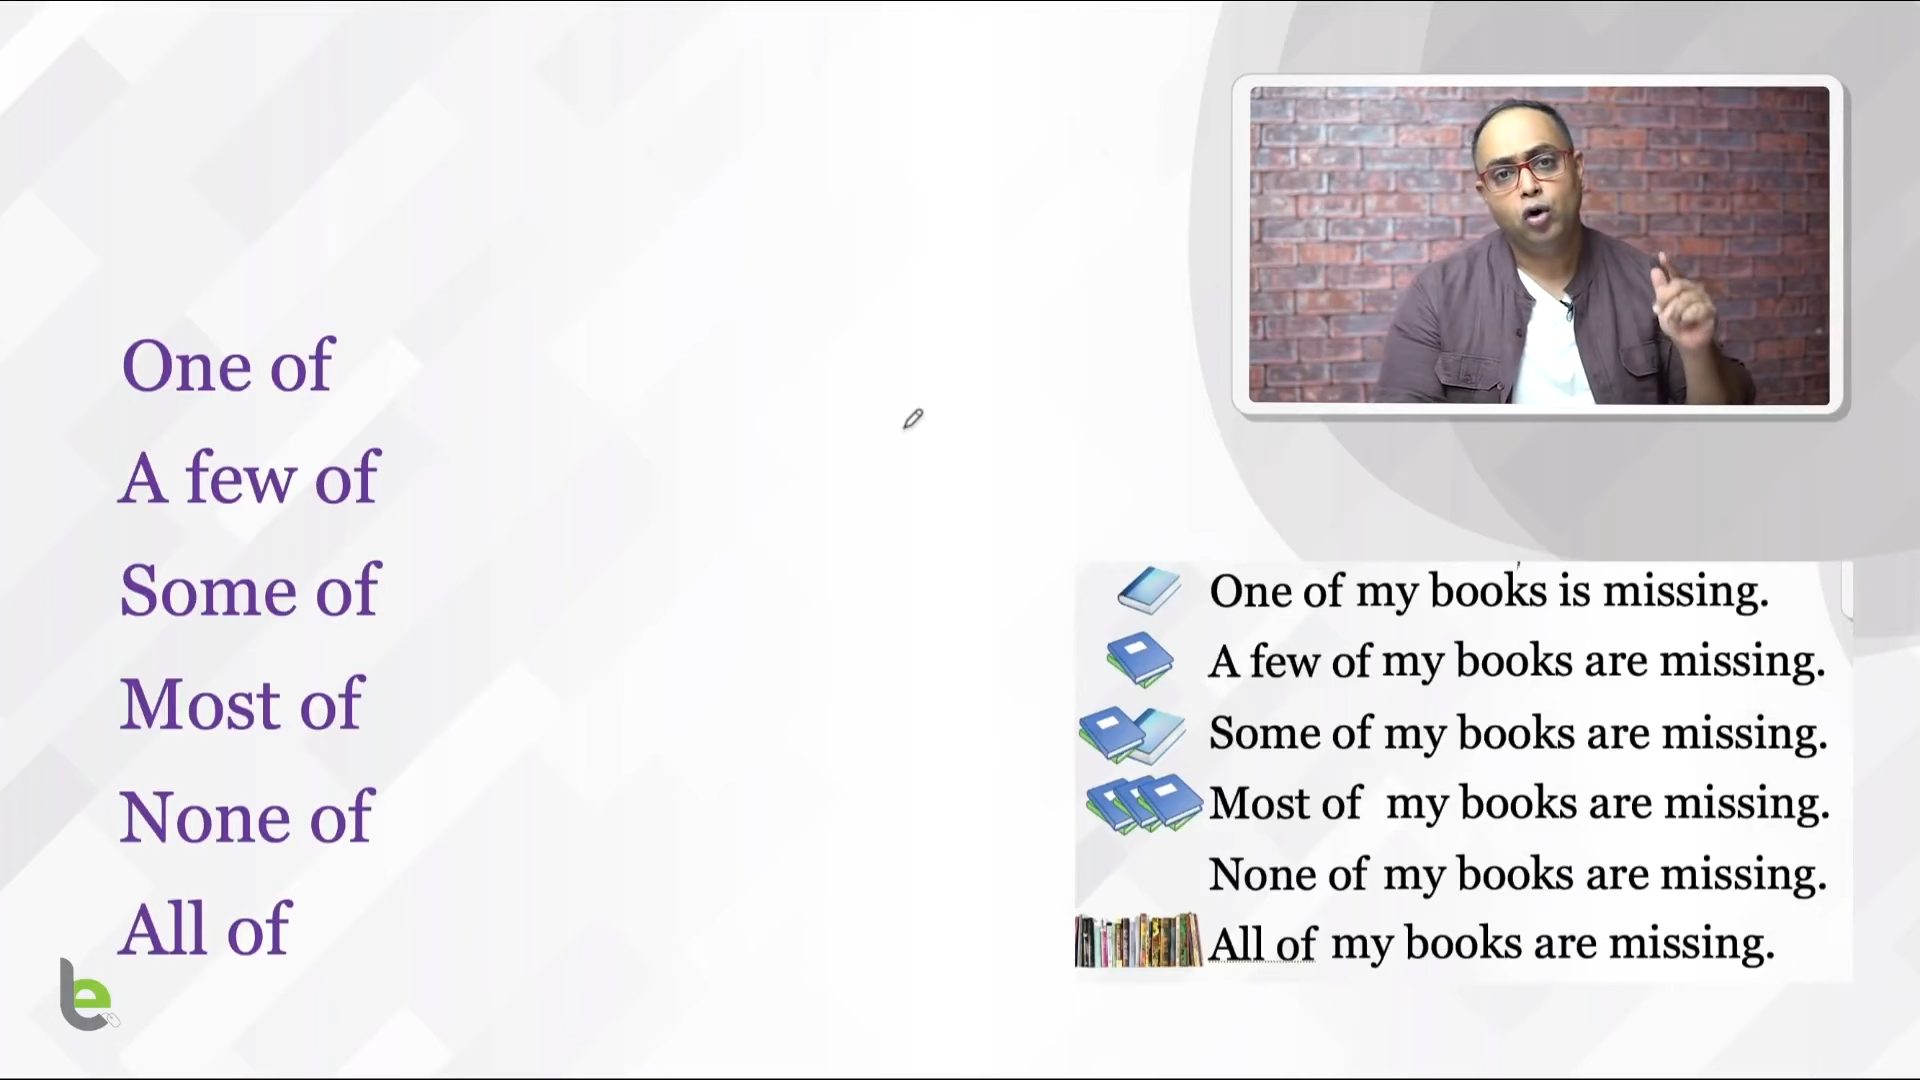 One of
A few of
Some of
Most of
None of
All of
One of my books is missing.
A few of my books are missing.
Some of my books are missing.
Most of my books are missing.
None of my books are missing.
All of my books are missing.
be